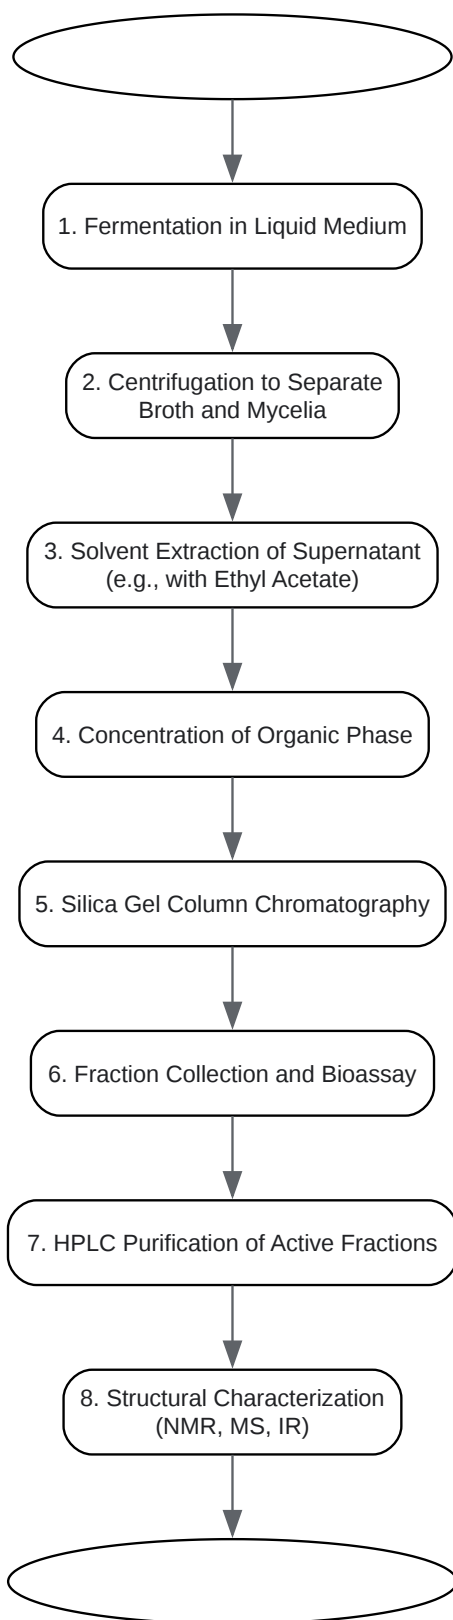 1. Fermentation in Liquid Medium
2. Centrifugation to Separate
Broth and Mycelia
3. Solvent Extraction of Supernatant
(e.g., with Ethyl Acetate)
4. Concentration of Organic Phase
5. Silica Gel Column Chromatography
6. Fraction Collection and Bioassay
7. HPLC Purification of Active Fractions
8. Structural Characterization
(NMR, MS, IR)